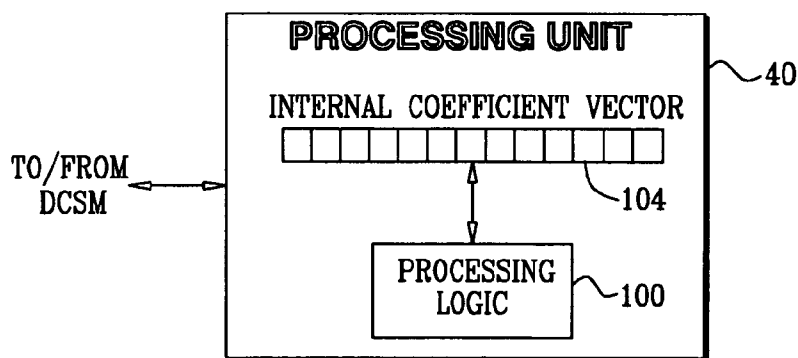 PROCESSING UNIT
40
INTERNAL COEFFICIENT VECTOR
TO/FROM
DCSM
104
PROCESSING
LOGIC
100